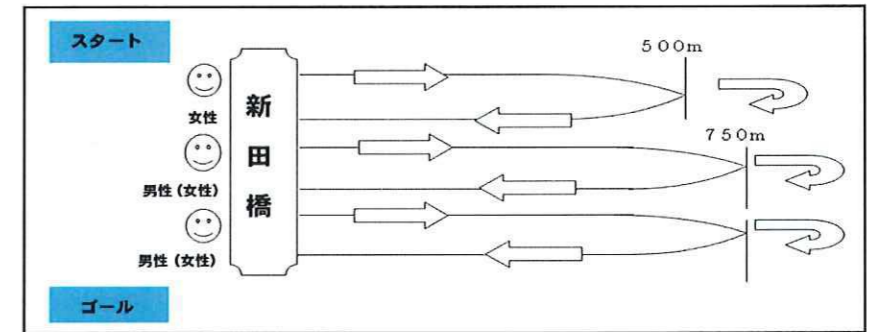 スタート
500m
女性
新田橋
750m
男性(女性)
男性(女性)
ゴール